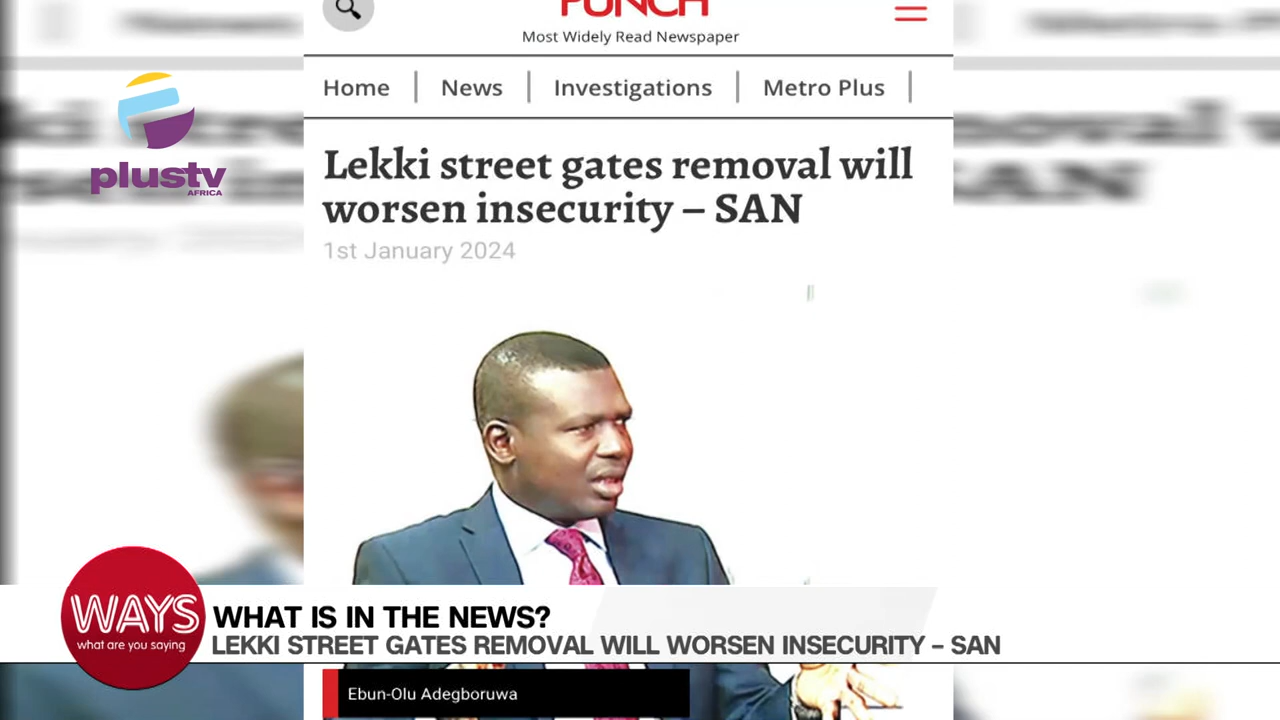 PUNCH
Most Widely Read Newspaper
Home | News | Investigations | Metro Plus |
plustv
AFRICA
Lekki street gates removal will
worsen insecurity – SAN
1st January 2024
WAYS
what are you saying
WHAT IS IN THE NEWS?
LEKKI STREET GATES REMOVAL WILL WORSEN INSECURITY – SAN
Ebun-Olu Adegboruwa